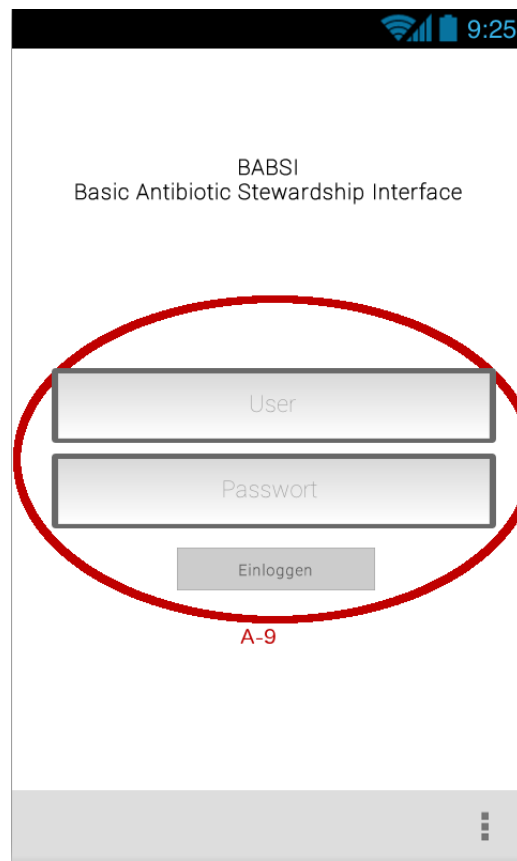 9:25
BABSI
Basic Antibiotic Stewardship Interface
User
Passwort
Einloggen
A-9